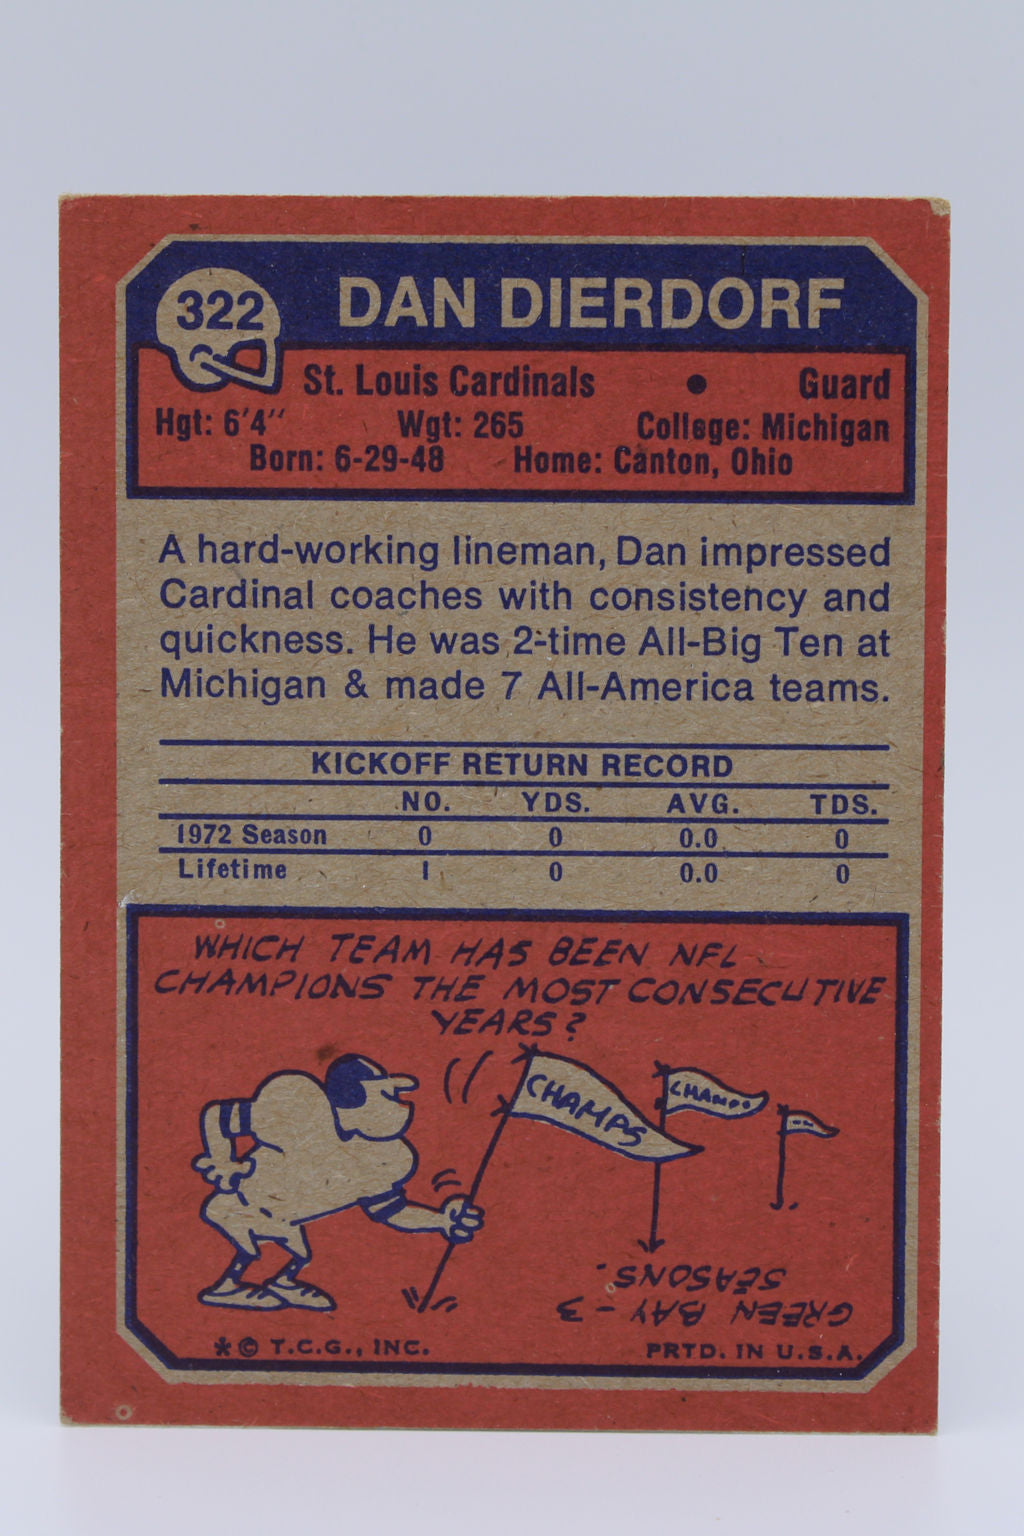 322
DAN DIERDORF
St. Louis Cardinals • Guard
Hgt: 6'4" Wgt: 265 College: Michigan
Born: 6-29-48 Home: Canton, Ohio
A hard-working lineman, Dan impressed
Cardinal coaches with consistency and
quickness. He was 2-time All-Big Ten at
Michigan & made 7 All-America teams.
KICKOFF RETURN RECORD
NO. YDS. AVG. TDS.
1972 Season 0 0 0.0 0
Lifetime 1 0 0.0 0
WHICH TEAM HAS BEEN NFL
CHAMPIONS THE MOST CONSECUTIVE
YEARS?
CHAMPS
CHAMPS
GREEN BAY - 3
SEASONS.
*© T.C.G., INC. PRTD. IN U.S.A.